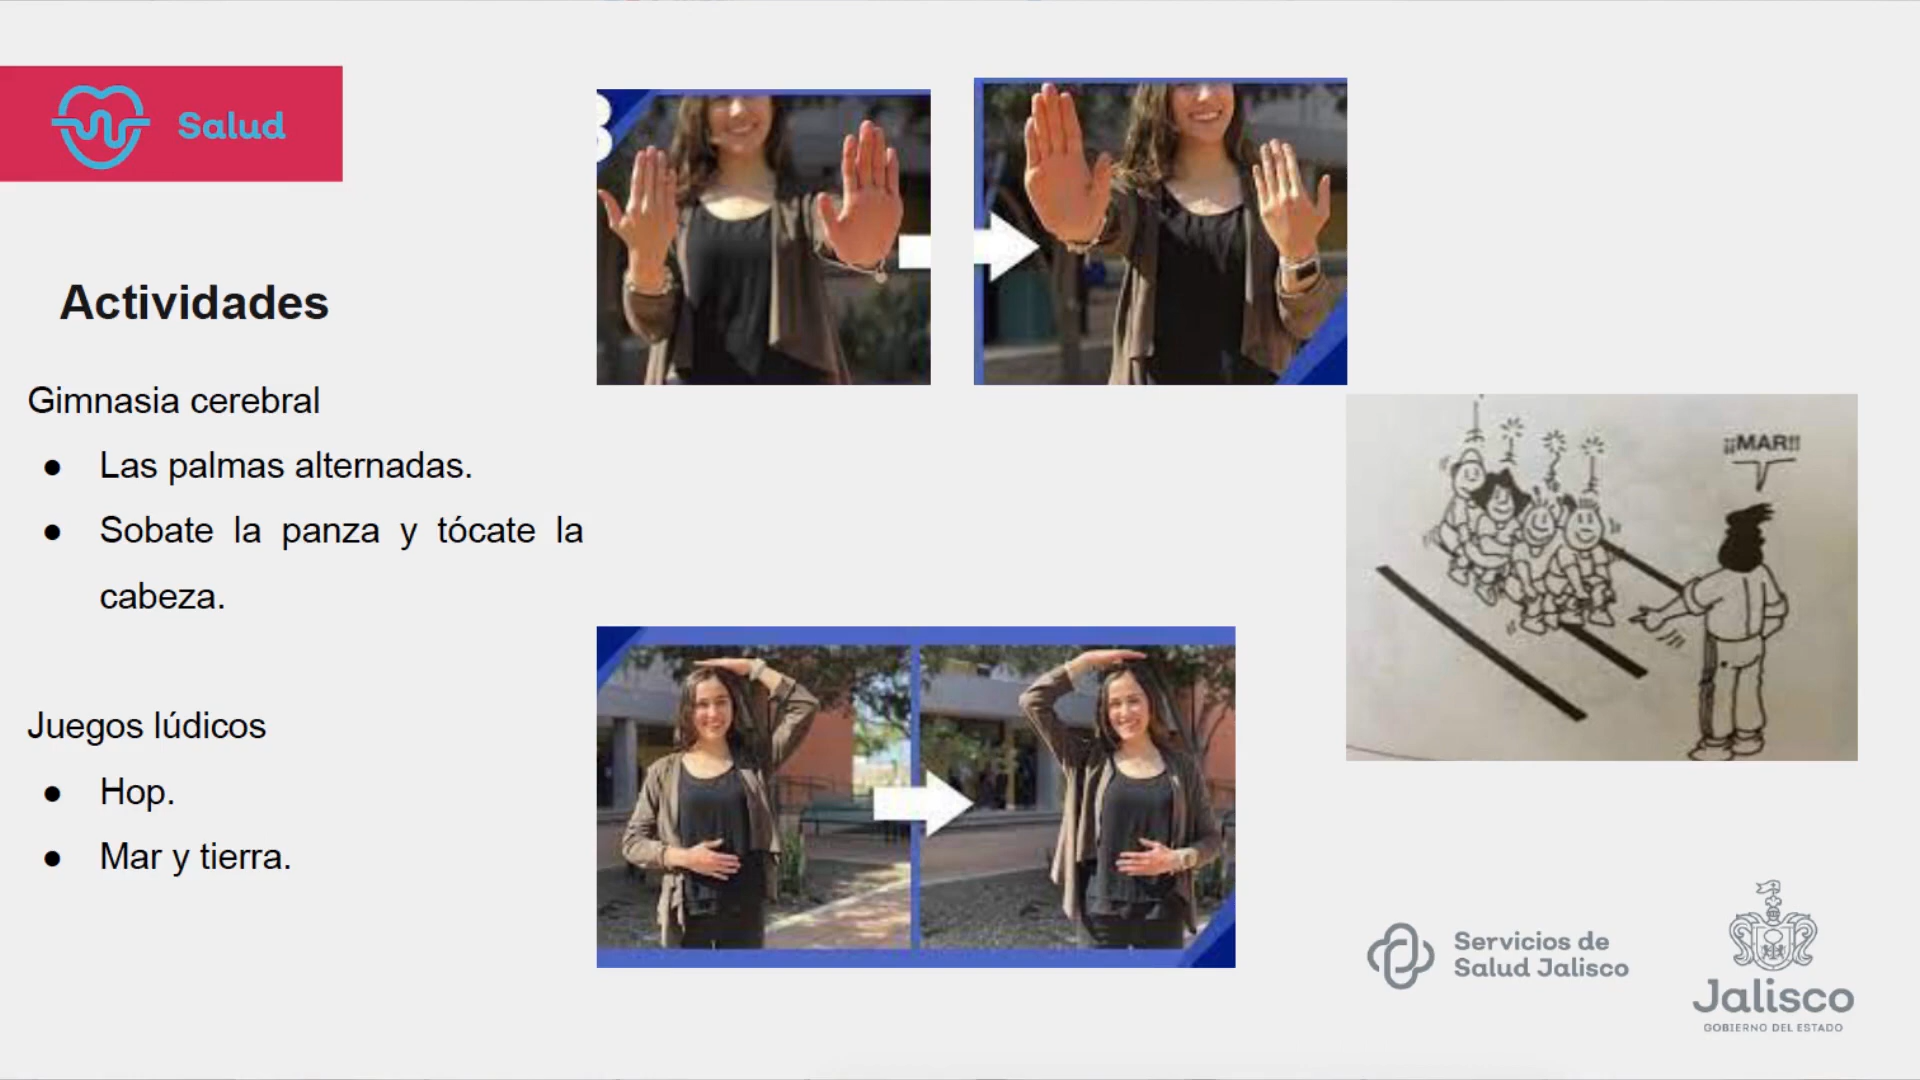 Salud
Actividades
Gimnasia cerebral
● Las palmas alternadas.
● Sobate la panza y tócate la
cabeza.
Juegos lúdicos
● Hop.
● Mar y tierra.
¡¡MAR!!
Servicios de
Salud Jalisco
Jalisco
GOBIERNO DEL ESTADO